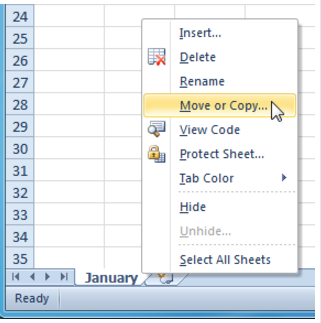 24
25
26
27
28
29
30
31
32
33
34
35
Insert...
Delete
Rename
Move or Copy...
View Code
Protect Sheet...
Tab Color
Hide
Unhide...
Select All Sheets
January
Ready